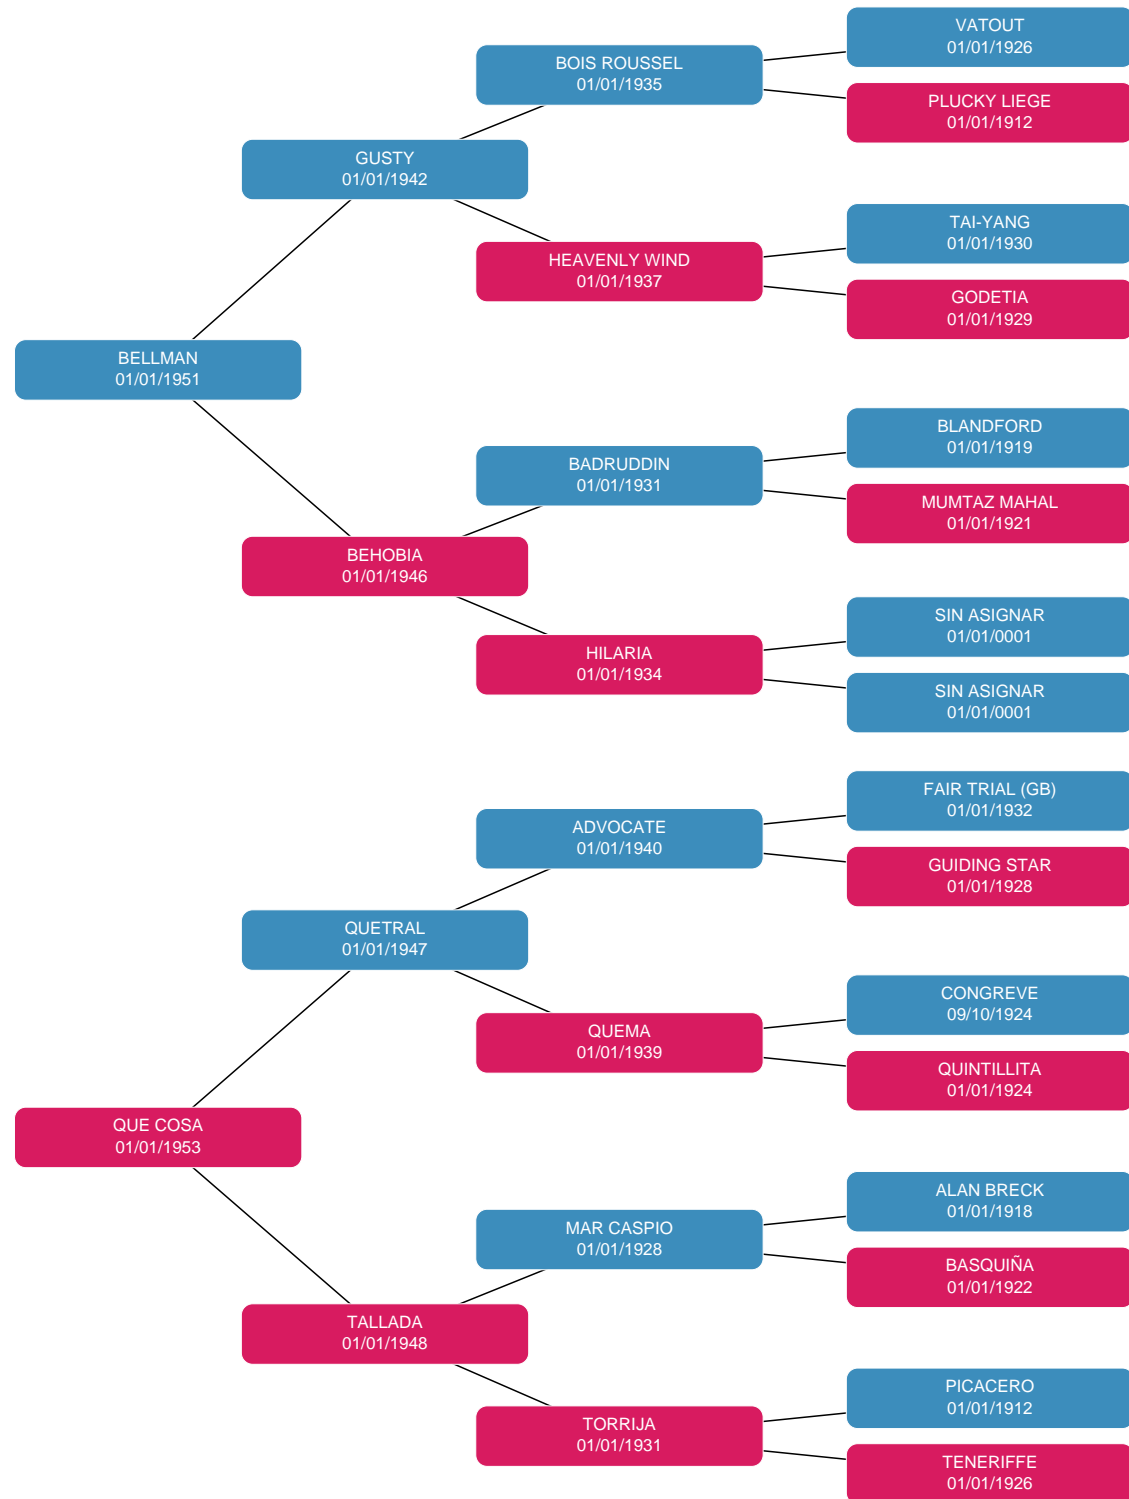 VATOUT
01/01/1926
BOIS ROUSSEL
01/01/1935
PLUCKY LIEGE
01/01/1912
GUSTY
01/01/1942
TAI-YANG
01/01/1930
HEAVENLY WIND
01/01/1937
GODETIA
01/01/1929
BELLMAN
01/01/1951
BLANDFORD
01/01/1919
BADRUDDIN
01/01/1931
MUMTAZ MAHAL
01/01/1921
BEHOBIA
01/01/1946
SIN ASIGNAR
01/01/0001
HILARIA
01/01/1934
SIN ASIGNAR
01/01/0001
FAIR TRIAL (GB)
01/01/1932
ADVOCATE
01/01/1940
GUIDING STAR
01/01/1928
QUETRAL
01/01/1947
CONGREVE
09/10/1924
QUEMA
01/01/1939
QUINTILLITA
01/01/1924
QUE COSA
01/01/1953
ALAN BRECK
01/01/1918
MAR CASPIO
01/01/1928
BASQUIÑA
01/01/1922
TALLADA
01/01/1948
PICACERO
01/01/1912
TORRIJA
01/01/1931
TENERIFFE
01/01/1926